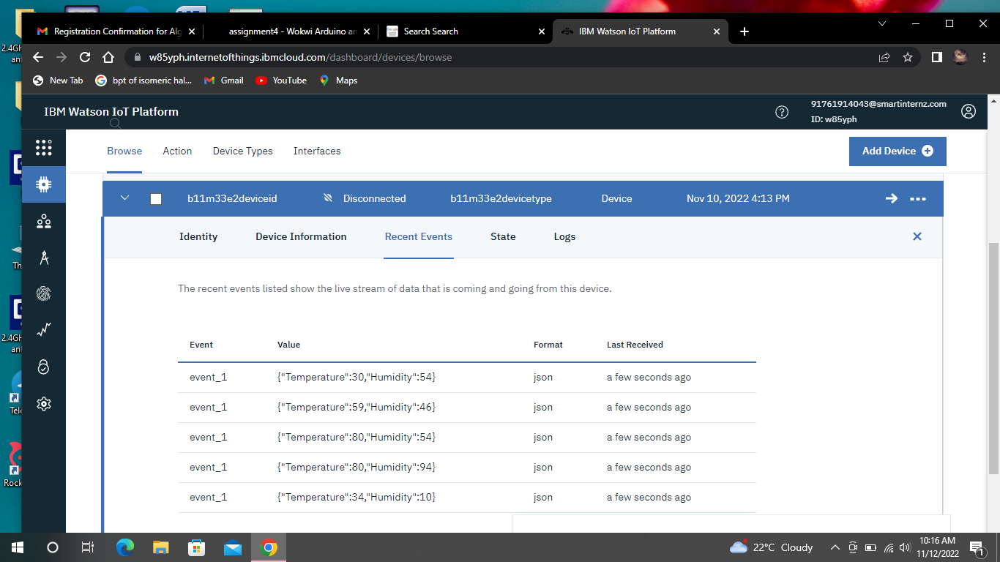 Registration Confirmation for Alg
assignment4 - Wokwi Arduino an
Search Search
IBM Watson IoT Platform
w85yph.internetofthings.ibmcloud.com/dashboard/devices/browse
New Tab
bpt of isomeric hal...
Gmail
YouTube
Maps
IBM Watson IoT Platform
91761914043@smartinternz.com
ID: w85yph
Browse Action Device Types Interfaces
Add Device
b11m33e2deviceid Disconnected b11m33e2devicetype Device Nov 10, 2022 4:13 PM
Identity Device Information Recent Events State Logs
The recent events listed show the live stream of data that is coming and going from this device.
Event Value Format Last Received
event_1 {"Temperature":30,"Humidity":54} json a few seconds ago
event_1 {"Temperature":59,"Humidity":46} json a few seconds ago
event_1 {"Temperature":80,"Humidity":54} json a few seconds ago
event_1 {"Temperature":80,"Humidity":94} json a few seconds ago
event_1 {"Temperature":34,"Humidity":10} json a few seconds ago
2.4GH
ant
Th
2.4GH
ant
Tele
Rock
22°C Cloudy
10:16 AM
11/12/2022
1